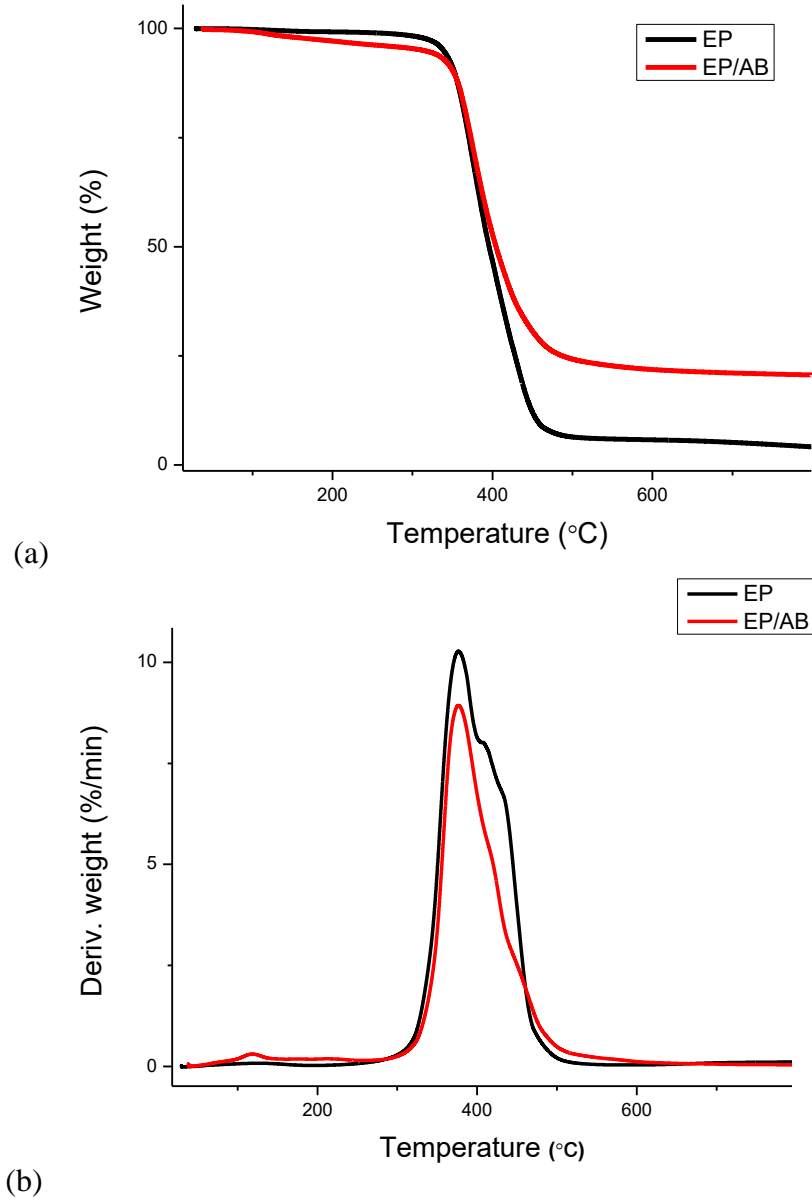 100
EP
EP/AB
Weight (%)
50
0
200
400
600
Temperature (°C)
(a)
EP
EP/AB
10
Deriv. weight (%/min)
5
0
200
400
600
Temperature (°C)
(b)